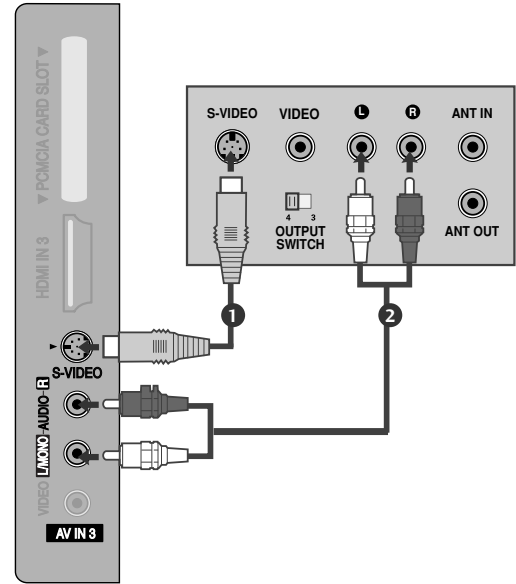 ▼ PCMCIA CARD SLOT ▼
HDMI IN 3
S-VIDEO
VIDEO
L/MONO
AUDIO
R
AV IN 3
S-VIDEO
VIDEO
L
R
ANT IN
4
3
OUTPUT
SWITCH
ANT OUT
1
2